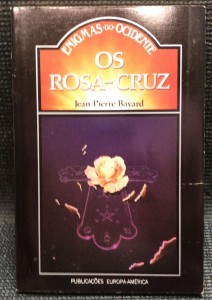 ENIGMAS-DO-OCIDENTE
OS
ROSA-CRUZ
Jean Pierre Bayard
PUBLICAÇÕES EUROPA-AMÉRICA